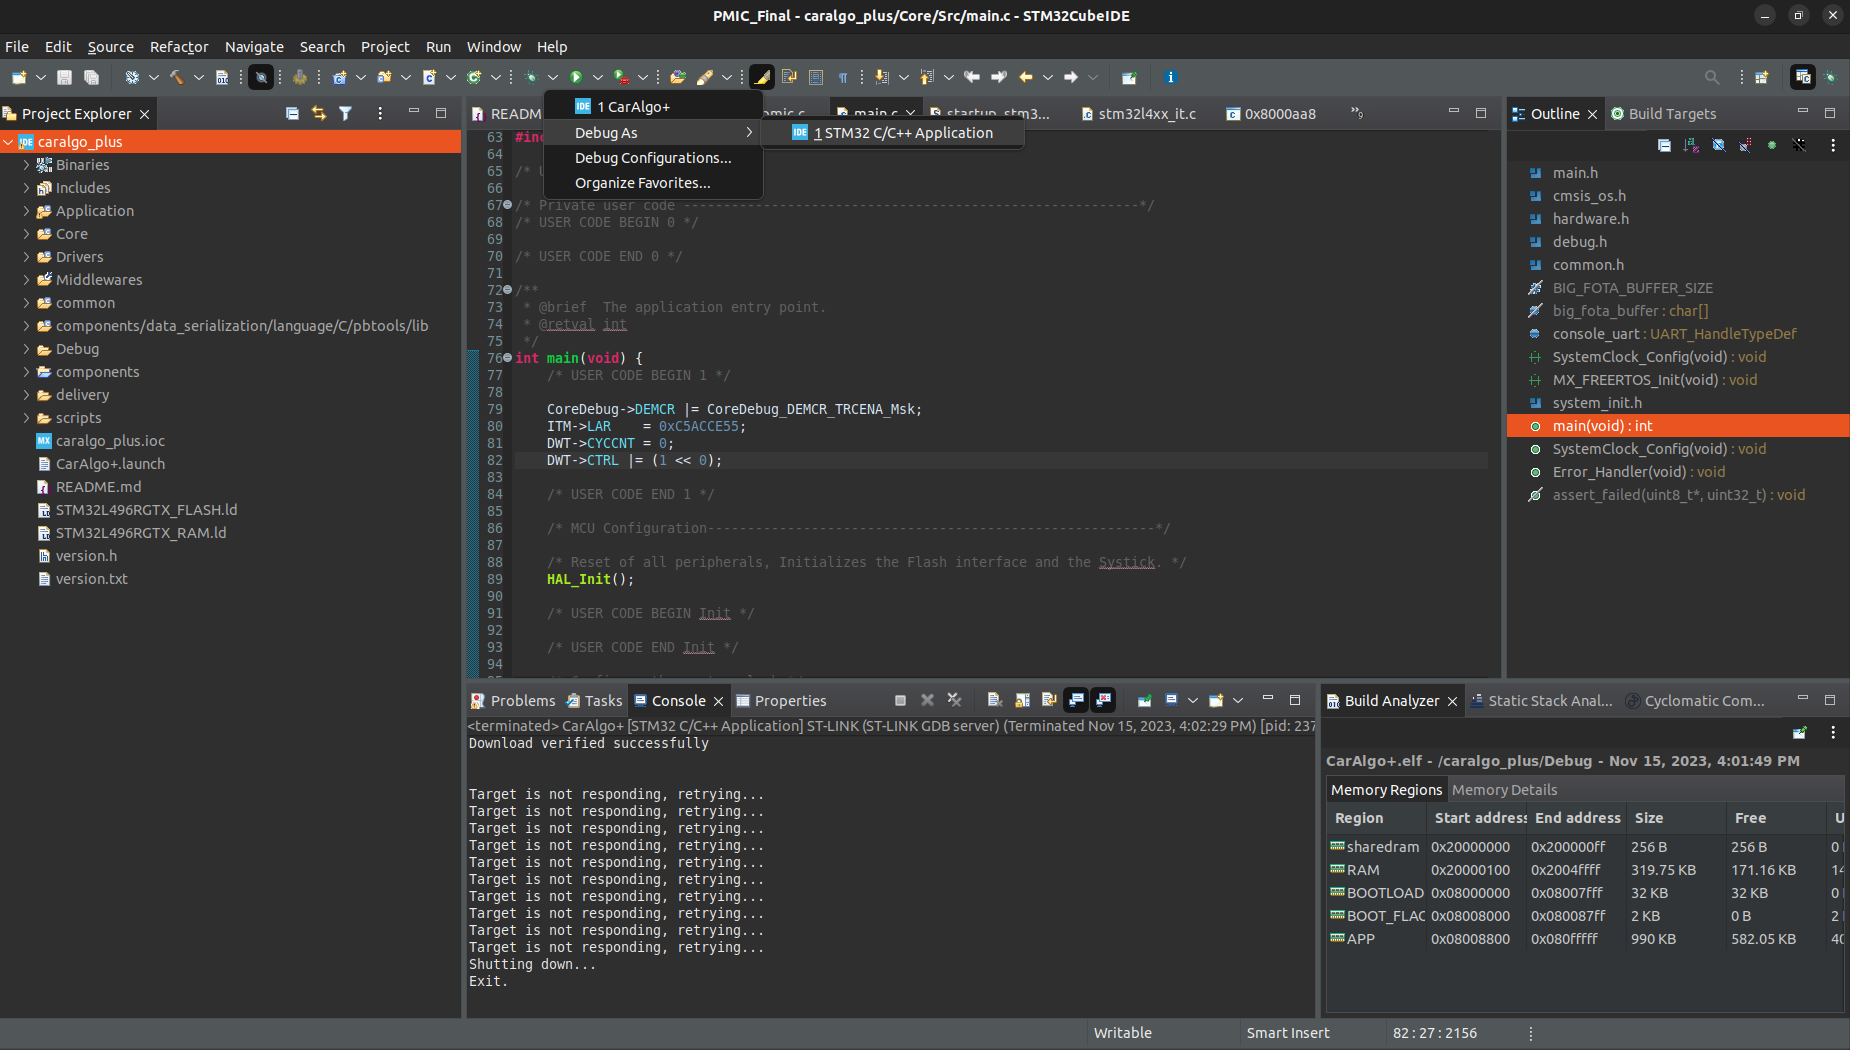 PMIC_Final - caralgo_plus/Core/Src/main.c - STM32CubeIDE
File Edit Source Refactor Navigate Search Project Run Window Help
Project Explorer
caralgo_plus
Binaries
Includes
Application
Core
Drivers
Middlewares
common
components/data_serialization/language/C/pbtools/lib
Debug
components
delivery
scripts
caralgo_plus.ioc
CarAlgo+.launch
README.md
STM32L496RGTX_FLASH.ld
STM32L496RGTX_RAM.ld
version.h
version.txt
1 CarAlgo+
Debug As
Debug Configurations...
Organize Favorites...
1 STM32 C/C++ Application
READM omic.c main.c startup_stm3... stm32l4xx_it.c 0x8000aa8 »9
63 #inc
64
65 /* U
66
67 /* Private user code ---------------------------------------------------------*/
68 /* USER CODE BEGIN 0 */
69
70 /* USER CODE END 0 */
71
72 /**
73 * @brief  The application entry point.
74 * @retval int
75 */
76 int main(void) {
77 /* USER CODE BEGIN 1 */
78
79 CoreDebug->DEMCR |= CoreDebug_DEMCR_TRCENA_Msk;
80 ITM->LAR    = 0xC5ACCE55;
81 DWT->CYCCNT = 0;
82 DWT->CTRL |= (1 << 0);
83
84 /* USER CODE END 1 */
85
86 /* MCU Configuration--------------------------------------------------------*/
87
88 /* Reset of all peripherals, Initializes the Flash interface and the Systick. */
89 HAL_Init();
90
91 /* USER CODE BEGIN Init */
92
93 /* USER CODE END Init */
94
Outline Build Targets
main.h
cmsis_os.h
hardware.h
debug.h
common.h
BIG_FOTA_BUFFER_SIZE
big_fota_buffer : char[]
console_uart : UART_HandleTypeDef
SystemClock_Config(void) : void
MX_FREERTOS_Init(void) : void
system_init.h
main(void) : int
SystemClock_Config(void) : void
Error_Handler(void) : void
assert_failed(uint8_t*, uint32_t) : void
Problems Tasks Console Properties
<terminated> CarAlgo+ [STM32 C/C++ Application] ST-LINK (ST-LINK GDB server) (Terminated Nov 15, 2023, 4:02:29 PM) [pid: 237
Download verified successfully
Target is not responding, retrying...
Target is not responding, retrying...
Target is not responding, retrying...
Target is not responding, retrying...
Target is not responding, retrying...
Target is not responding, retrying...
Target is not responding, retrying...
Target is not responding, retrying...
Target is not responding, retrying...
Target is not responding, retrying...
Shutting down...
Exit.
Build Analyzer Static Stack Anal... Cyclomatic Com...
CarAlgo+.elf - /caralgo_plus/Debug - Nov 15, 2023, 4:01:49 PM
Memory Regions Memory Details
Region Start address End address Size Free U
sharedram 0x20000000 0x200000ff 256 B 256 B 0
RAM 0x20000100 0x2004ffff 319.75 KB 171.16 KB 14
BOOTLOAD 0x08000000 0x08007fff 32 KB 32 KB 0
BOOT_FLAG 0x08008000 0x080087ff 2 KB 0 B 2
APP 0x08008800 0x080fffff 990 KB 582.05 KB 40
Writable Smart Insert 82 : 27 : 2156